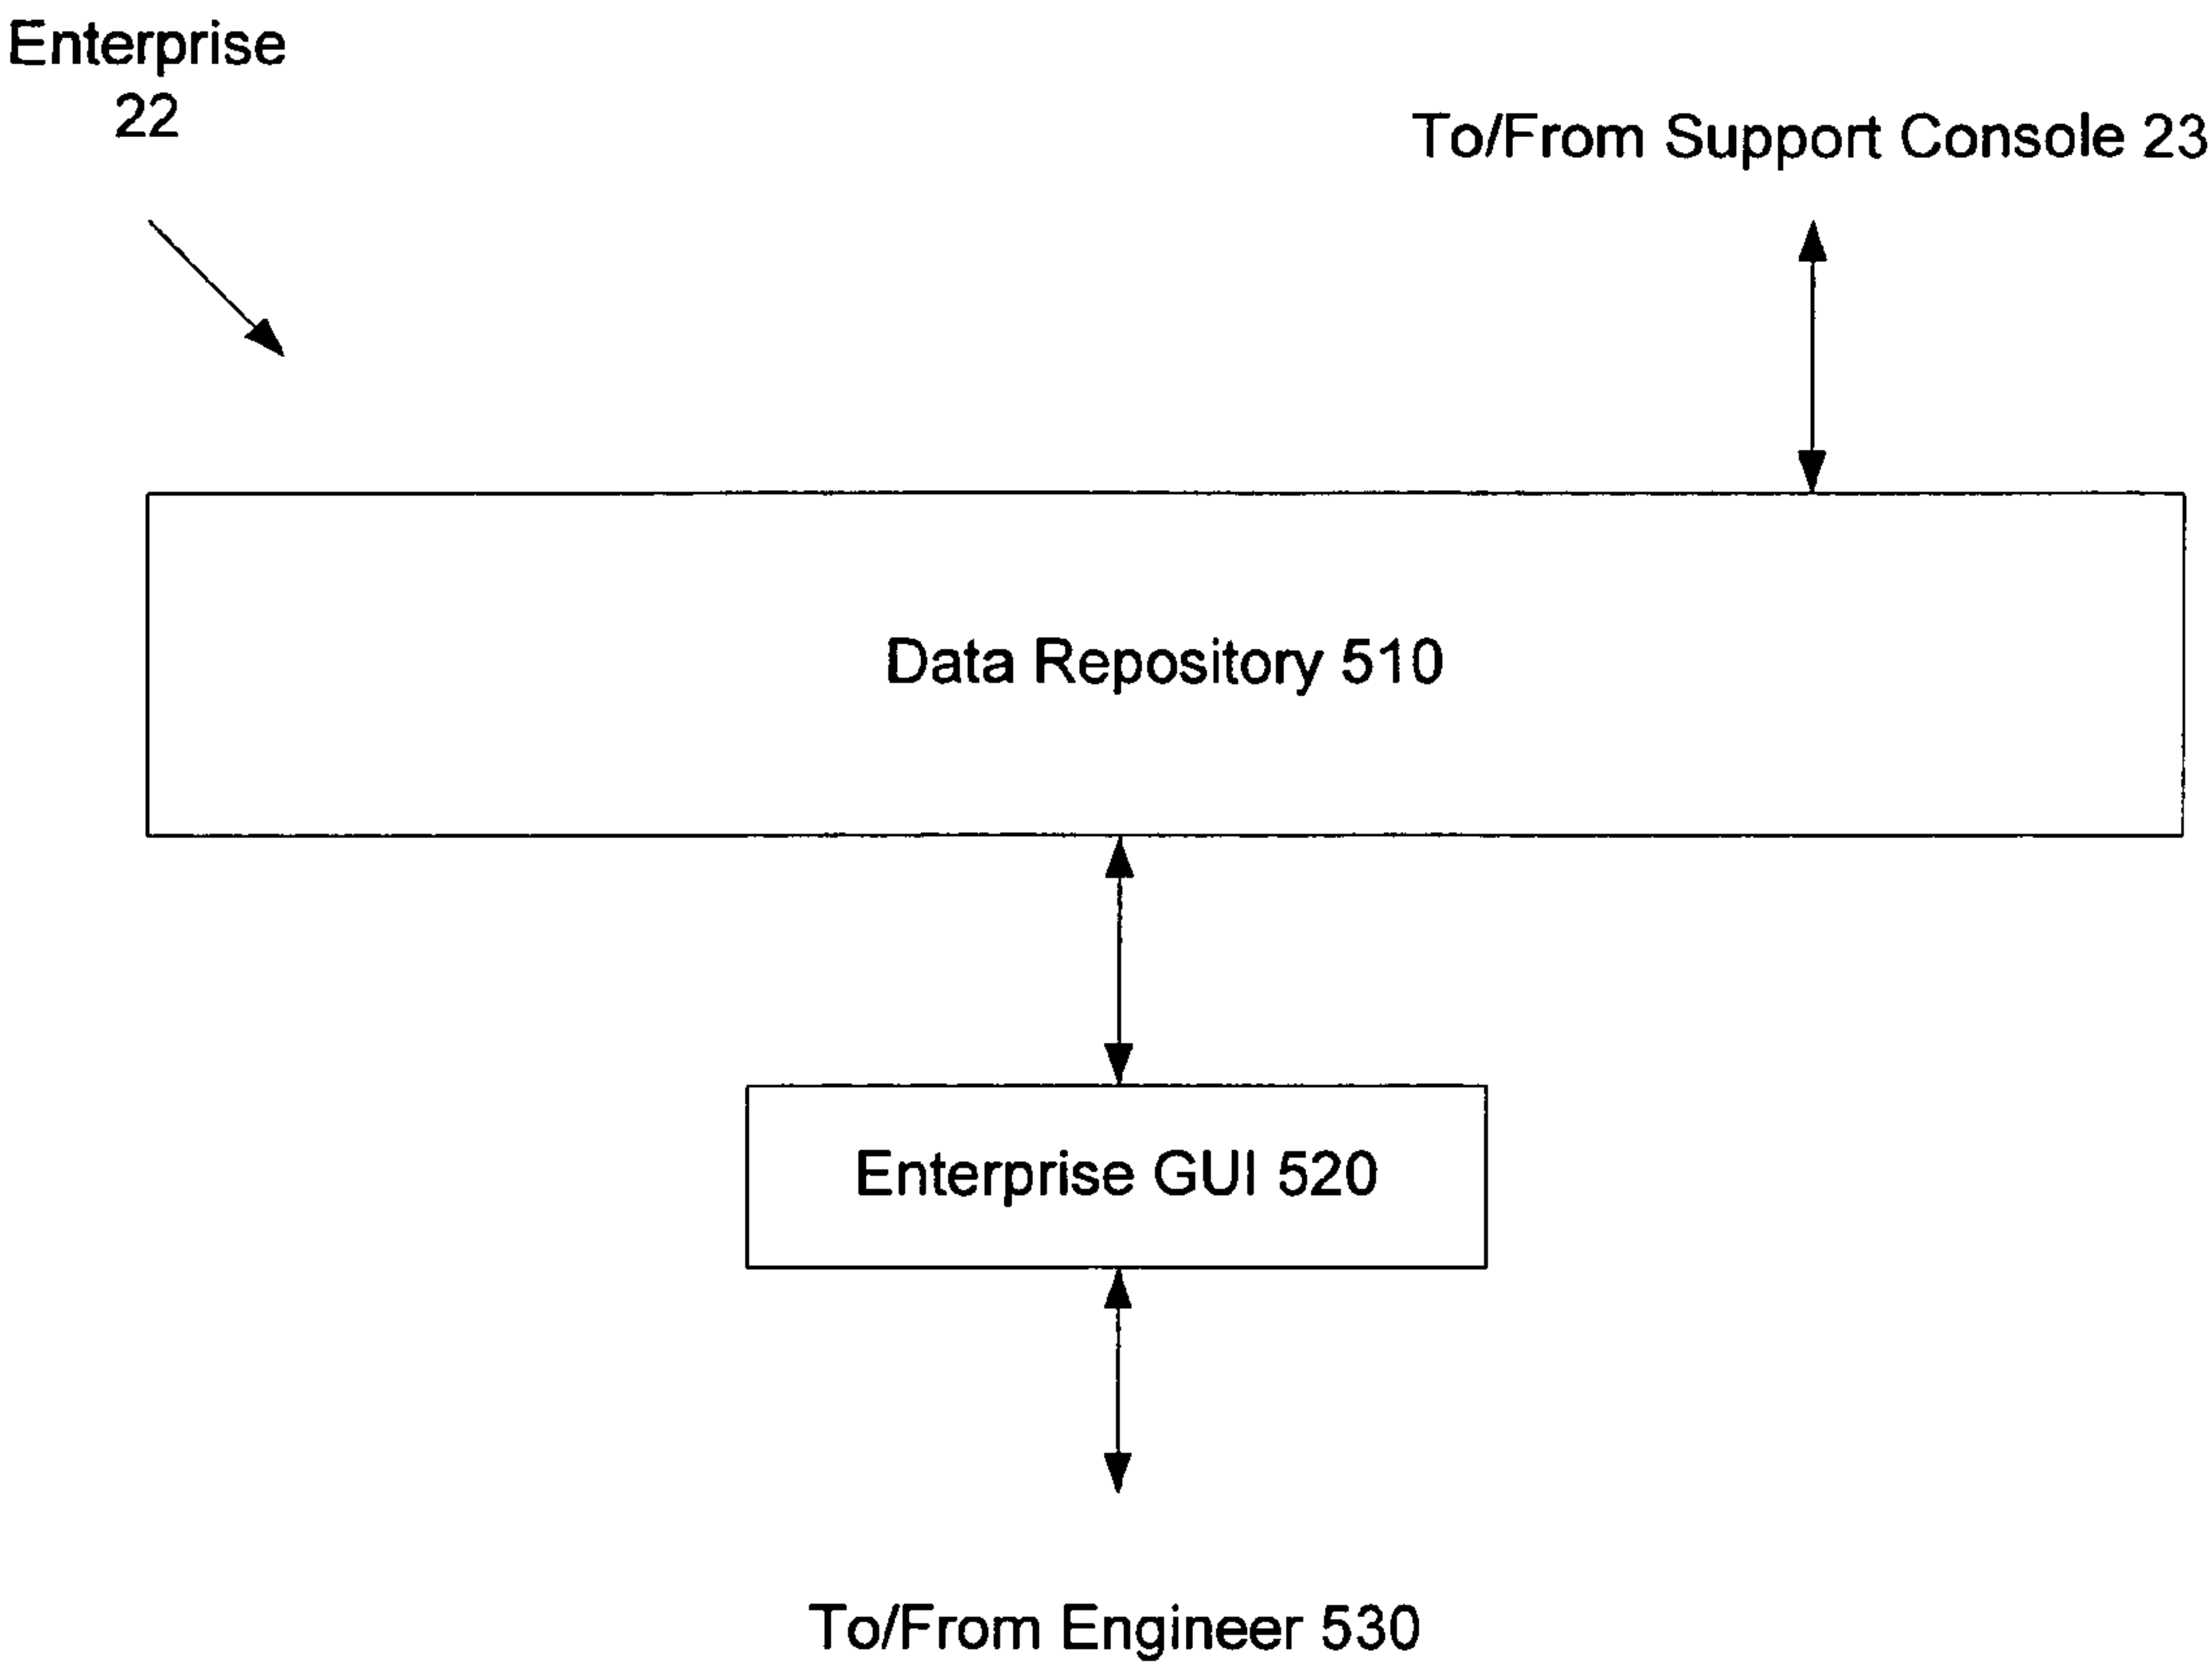 Enterprise
22
To/From Support Console 23
Data Repository 510
Enterprise GUI 520
To/From Engineer 530